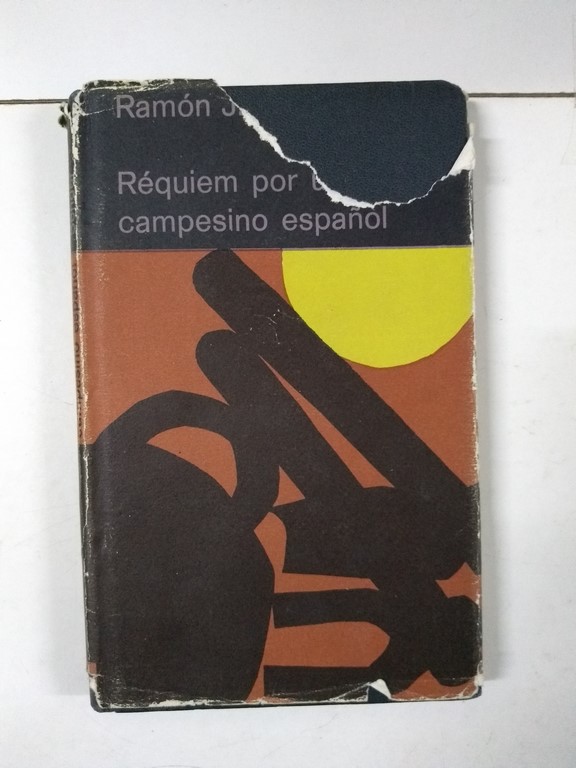 Ramón J.
Réquiem por
campesino español